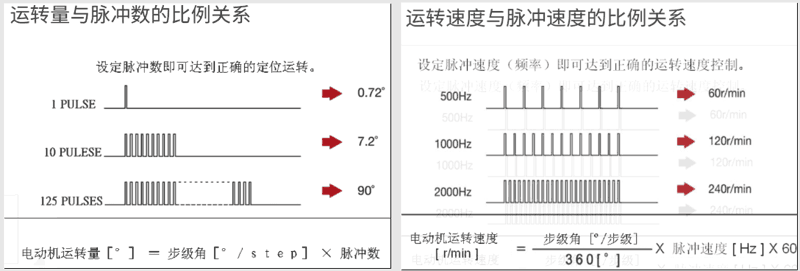 运转量与脉冲数的比例关系
设定脉冲数即可达到正确的定位运转。
1 PULSE
0.72°
10 PULESE
7.2°
125 PULSES
90°
电动机运转量 [ ° ] = 步级角 [ ° / s t e p ] × 脉冲数
运转速度与脉冲速度的比例关系
设定脉冲速度（频率）即可达到正确的运转速度控制。
500Hz
60r/min
1000Hz
120r/min
2000Hz
240r/min
电动机运转速度 [ r/min] = 步级角 [°/步级] / 360[°] X 脉冲速度 [ Hz ] X 60